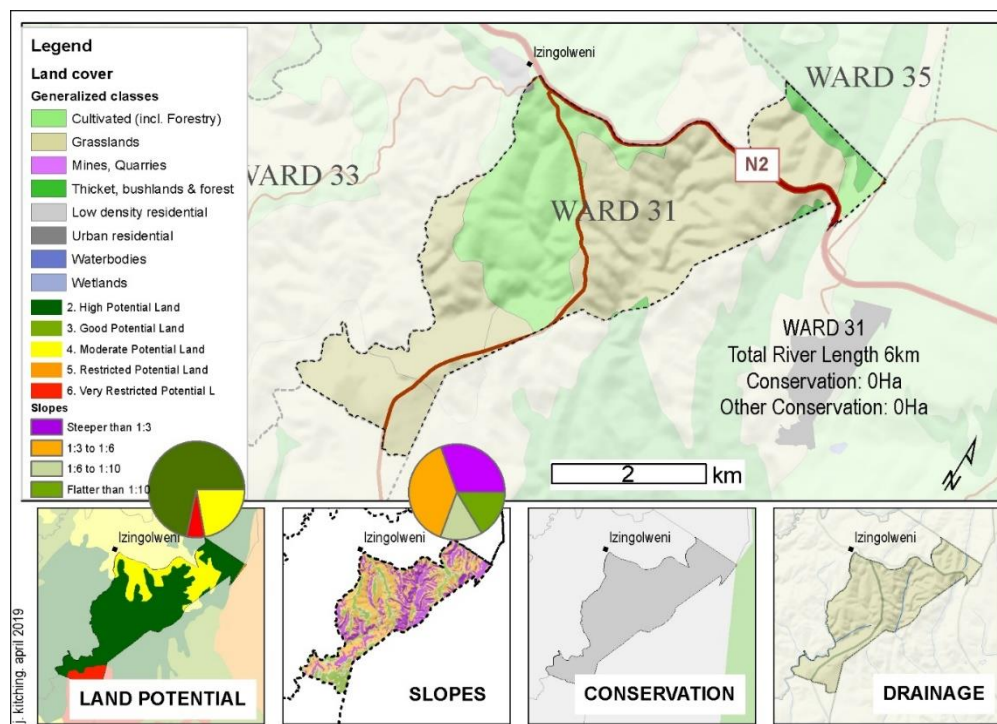 Legend
Land cover
Generalized classes
Cultivated (incl. Forestry)
Grasslands
Mines, Quarries
Thicket, bushlands & forest
Low density residential
Urban residential
Waterbodies
Wetlands
2. High Potential Land
3. Good Potential Land
4. Moderate Potential Land
5. Restricted Potential Land
6. Very Restricted Potential L
Slopes
Steeper than 1:3
1:3 to 1:6
1:6 to 1:10
Flatter than 1:10
Izingolweni
WARD 35
WARD 33
N2
WARD 31
WARD 31
Total River Length 6km
Conservation: 0Ha
Other Conservation: 0Ha
2 km
N
Izingolweni
LAND POTENTIAL
Izingolweni
SLOPES
Izingolweni
CONSERVATION
Izingolweni
DRAINAGE
j. kitching. april 2019